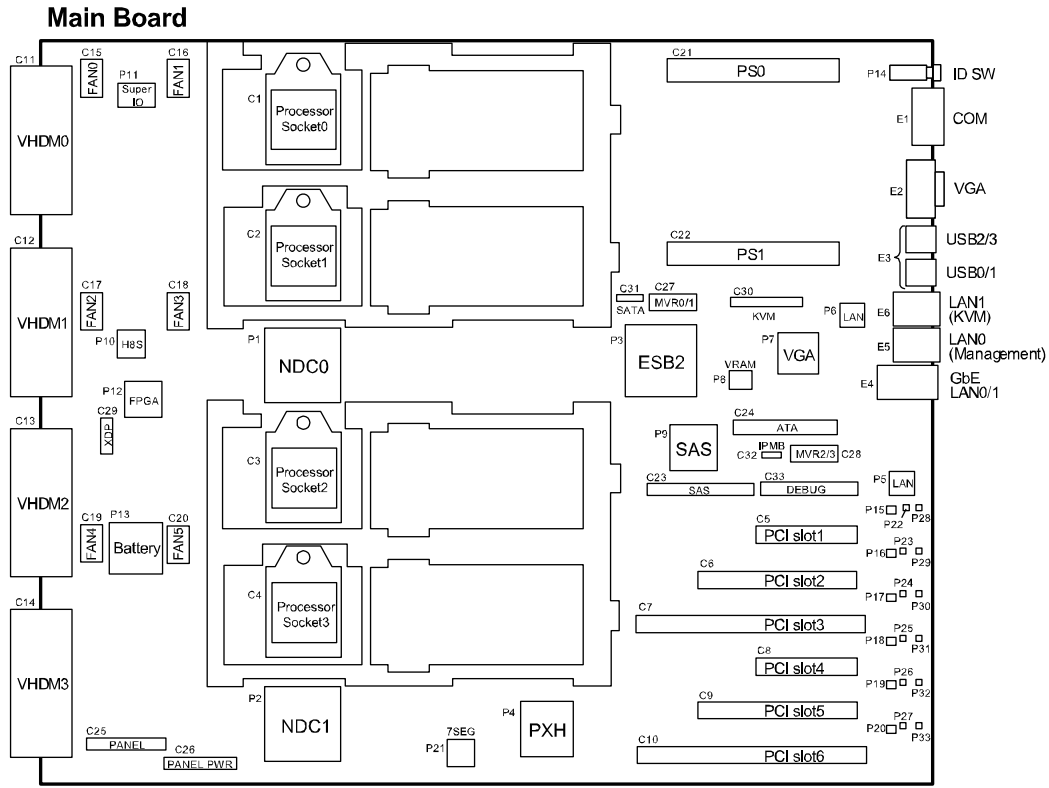 Main Board
C11
VHDM0
C15
FAN0
P11
Super
IO
C16
FAN1
C1
Processor
Socket0
C21
PS0
P14
ID SW
E1
COM
E2
VGA
C12
VHDM1
C17
FAN2
C18
FAN3
P10
H8S
C2
Processor
Socket1
C22
PS1
E3
USB2/3
USB0/1
C31
SATA
C27
MVR0/1
C30
KVM
P6
LAN
E6
LAN1
(KVM)
P1
NDC0
P3
ESB2
P7
VGA
VRAM
P8
E5
LAN0
(Management)
E4
GbE
LAN0/1
P12
FPGA
C29
XDP
C13
VHDM2
C3
Processor
Socket2
P9
SAS
C24
ATA
IPMB
C32
MVR2/3
C28
C23
SAS
C33
DEBUG
P5
LAN
C19
FAN4
P13
Battery
C20
FAN5
P15
P22
P28
C5
PCI slot1
P16
P23
P29
C4
Processor
Socket3
C6
PCI slot2
P17
P24
P30
C14
VHDM3
C7
PCI slot3
P18
P25
P31
C8
PCI slot4
P19
P26
P32
P2
NDC1
P4
PXH
C9
PCI slot5
P20
P27
P33
C25
PANEL
C26
PANEL PWR
7SEG
P21
C10
PCI slot6